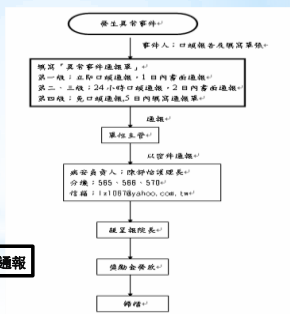 發生異常事件
事件人：口頭報告及填寫單張
填寫「異常事件通報單」
第一級：立即口頭通報，1日內書面通報
第二、三級：24小時口頭通報，2日內書面通報
第四級：免口頭通報，5日內填寫通報單
通報
單位主管
以密件通報
病安負責人：陳靜怡護理長
分機：565、566、570
信箱：lx1087@yahoo.com.tw
親呈報院長
通報
獎勵金發放
歸檔